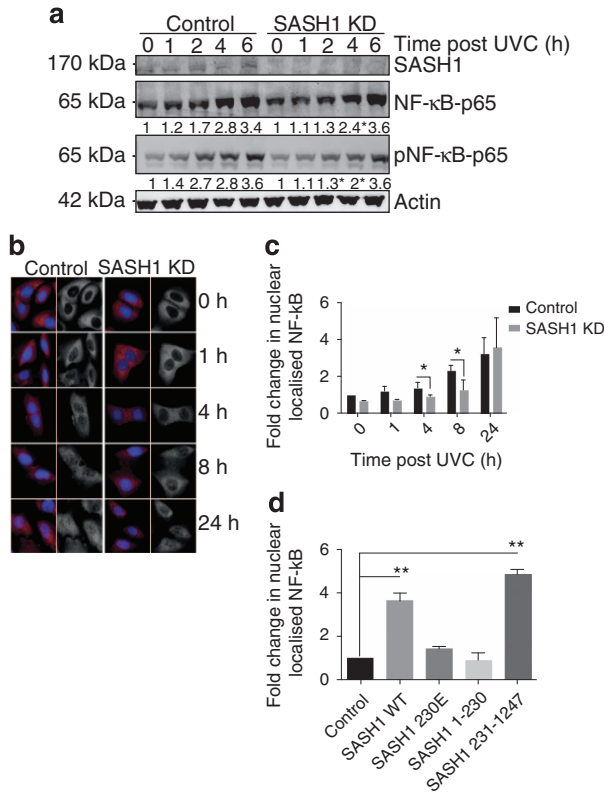 a
Control SASH1 KD
0 1 2 4 6 0 1 2 4 6 Time post UVC (h)
170 kDa SASH1
65 kDa NF-κB-p65
1 1.2 1.7 2.8 3.4 1 1.1 1.3 2.4* 3.6
65 kDa pNF-κB-p65
1 1.4 2.7 2.8 3.6 1 1.1 1.3* 2* 3.6
42 kDa Actin
b
Control SASH1 KD
0 h
1 h
4 h
8 h
24 h
c
Fold change in nuclear
localised NF-kB
6
4
2
0
* *
Control
SASH1 KD
0 1 4 8 24
Time post UVC (h)
d
Fold change in nuclear
localised NF-kB
6
4
2
0
** **
Control
SASH1 WT
SASH1 230E
SASH1 1-230
SASH1 231-1247